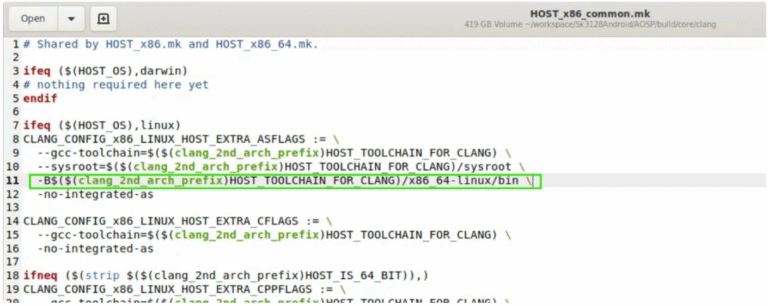 Open
HOST_x86_common.mk
419 GB Volume ~/workspace/Sk3128Android/AOSP/build/core/clang
1 # Shared by HOST_x86.mk and HOST_x86_64.mk.
2
3 ifeq ($(HOST_OS),darwin)
4 # nothing required here yet
5 endif
6
7 ifeq ($(HOST_OS),linux)
8 CLANG_CONFIG_x86_LINUX_HOST_EXTRA_ASFLAGS := \
9   --gcc-toolchain=$($(clang_2nd_arch_prefix)HOST_TOOLCHAIN_FOR_CLANG) \
10   --sysroot=$($(clang_2nd_arch_prefix)HOST_TOOLCHAIN_FOR_CLANG)/sysroot \
11   -B$($(clang_2nd_arch_prefix)HOST_TOOLCHAIN_FOR_CLANG)/x86_64-linux/bin \
12   -no-integrated-as
13
14 CLANG_CONFIG_x86_LINUX_HOST_EXTRA_CFLAGS := \
15   --gcc-toolchain=$($(clang_2nd_arch_prefix)HOST_TOOLCHAIN_FOR_CLANG) \
16   -no-integrated-as
17
18 ifneq ($(strip $($(clang_2nd_arch_prefix)HOST_IS_64_BIT)),)
19 CLANG_CONFIG_x86_LINUX_HOST_EXTRA_CPPFLAGS := \
20   --gcc-toolchain=$($(clang_2nd_arch_prefix)HOST_TOOLCHAIN_FOR_CLANG) \